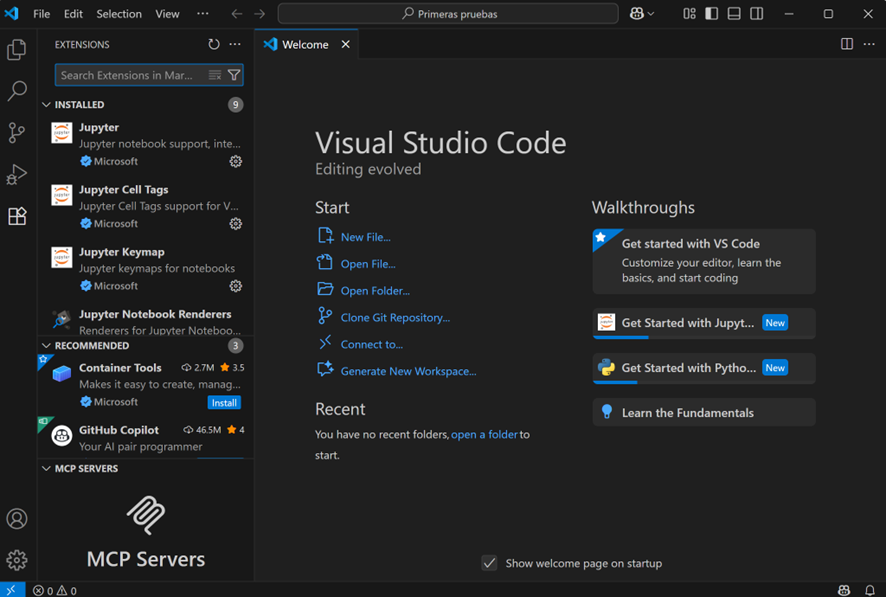 File Edit Selection View ··· Primeras pruebas
EXTENSIONS
Search Extensions in Mar...
INSTALLED 9
Jupyter
Jupyter notebook support, inte...
Microsoft
Jupyter Cell Tags
Jupyter Cell Tags support for V...
Microsoft
Jupyter Keymap
Jupyter keymaps for notebooks
Microsoft
Jupyter Notebook Renderers
Renderers for Jupyter Noteboo...
RECOMMENDED 3
Container Tools 2.7M 3.5
Makes it easy to create, manag...
Microsoft Install
GitHub Copilot 46.5M 4
Your AI pair programmer
MCP SERVERS
MCP Servers
Welcome
Visual Studio Code
Editing evolved
Start
New File...
Open File...
Open Folder...
Clone Git Repository...
Connect to...
Generate New Workspace...
Recent
You have no recent folders, open a folder to
start.
Walkthroughs
Get started with VS Code
Customize your editor, learn the
basics, and start coding
Get Started with Jupyt... New
Get Started with Pytho... New
Learn the Fundamentals
Show welcome page on startup
0 0